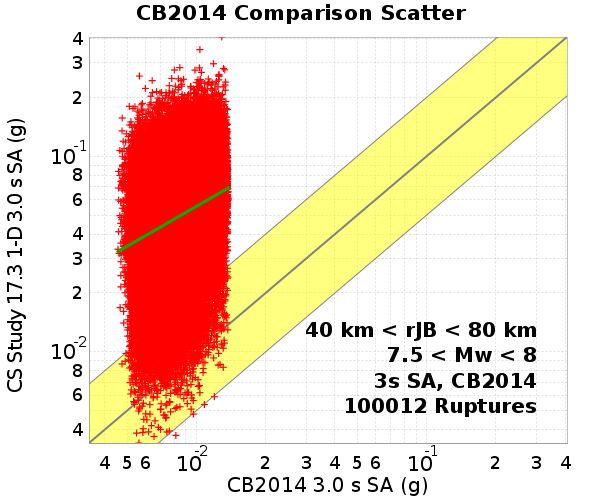 CB2014 Comparison Scatter
CS Study 17.3 1-D 3.0 s SA (g)
4
3
2
10-1
8
6
4
3
2
10-2
8
6
4
40 km < rJB < 80 km
7.5 < Mw < 8
3s SA, CB2014
100012 Ruptures
4 5 6 10-2 2 3 4 5 6 10-1 2 3 4
CB2014 3.0 s SA (g)